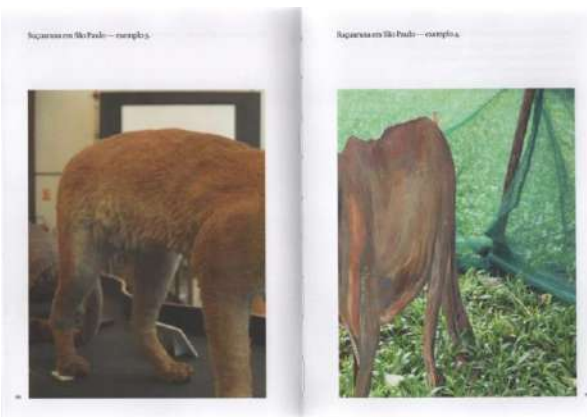 Suçuarana em São Paulo — exemplo 3.
Suçuarana em São Paulo — exemplo 4.